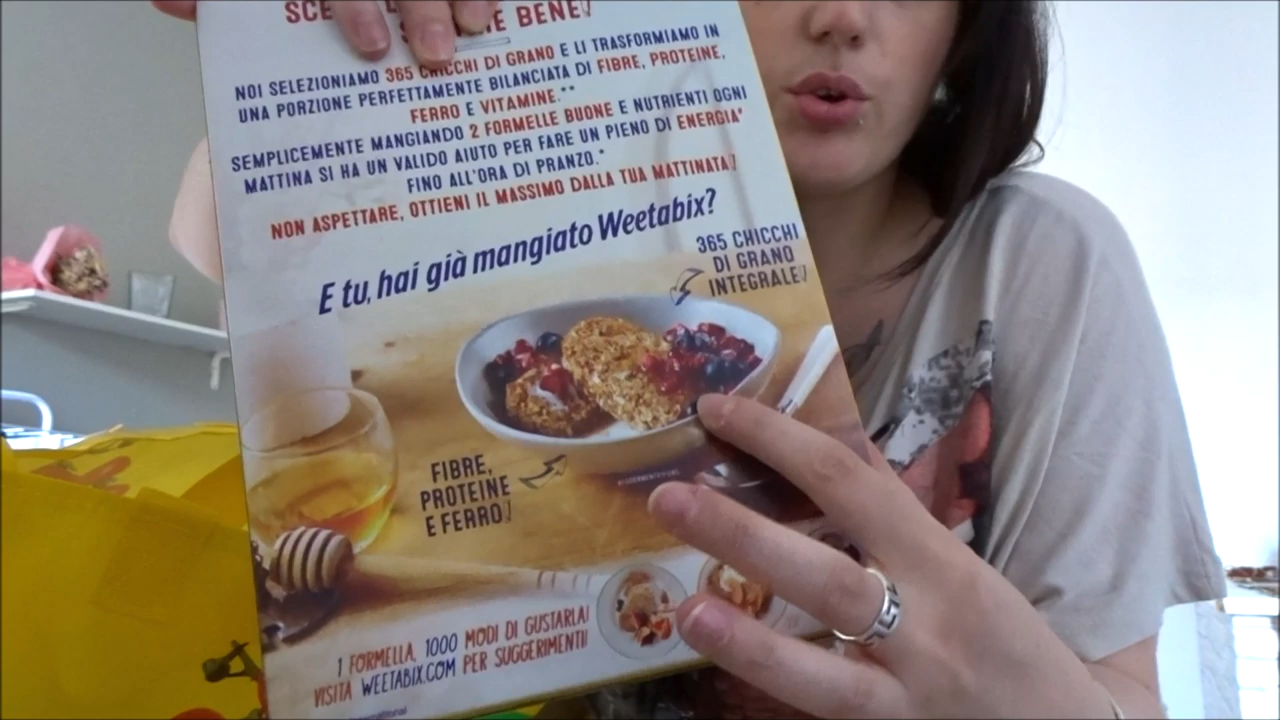 BENE!
NOI SELEZIONIAMO 365 CHICCHI DI GRANO E LI TRASFORMIAMO IN
UNA PORZIONE PERFETTAMENTE BILANCIATA DI FIBRE, PROTEINE,
FERRO E VITAMINE.**
SEMPLICEMENTE MANGIANDO 2 FORMELLE BUONE E NUTRIENTI OGNI
MATTINA SI HA UN VALIDO AIUTO PER FARE UN PIENO DI ENERGIA*
FINO ALL'ORA DI PRANZO.*
NON ASPETTARE, OTTIENI IL MASSIMO DALLA TUA MATTINATA!
E tu, hai già mangiato Weetabix?
365 CHICCHI
DI GRANO
INTEGRALE!
FIBRE,
PROTEINE
E FERRO!
1 FORMELLA, 1000 MODI DI GUSTARLA!
VISITA WEETABIX.COM PER SUGGERIMENTI!